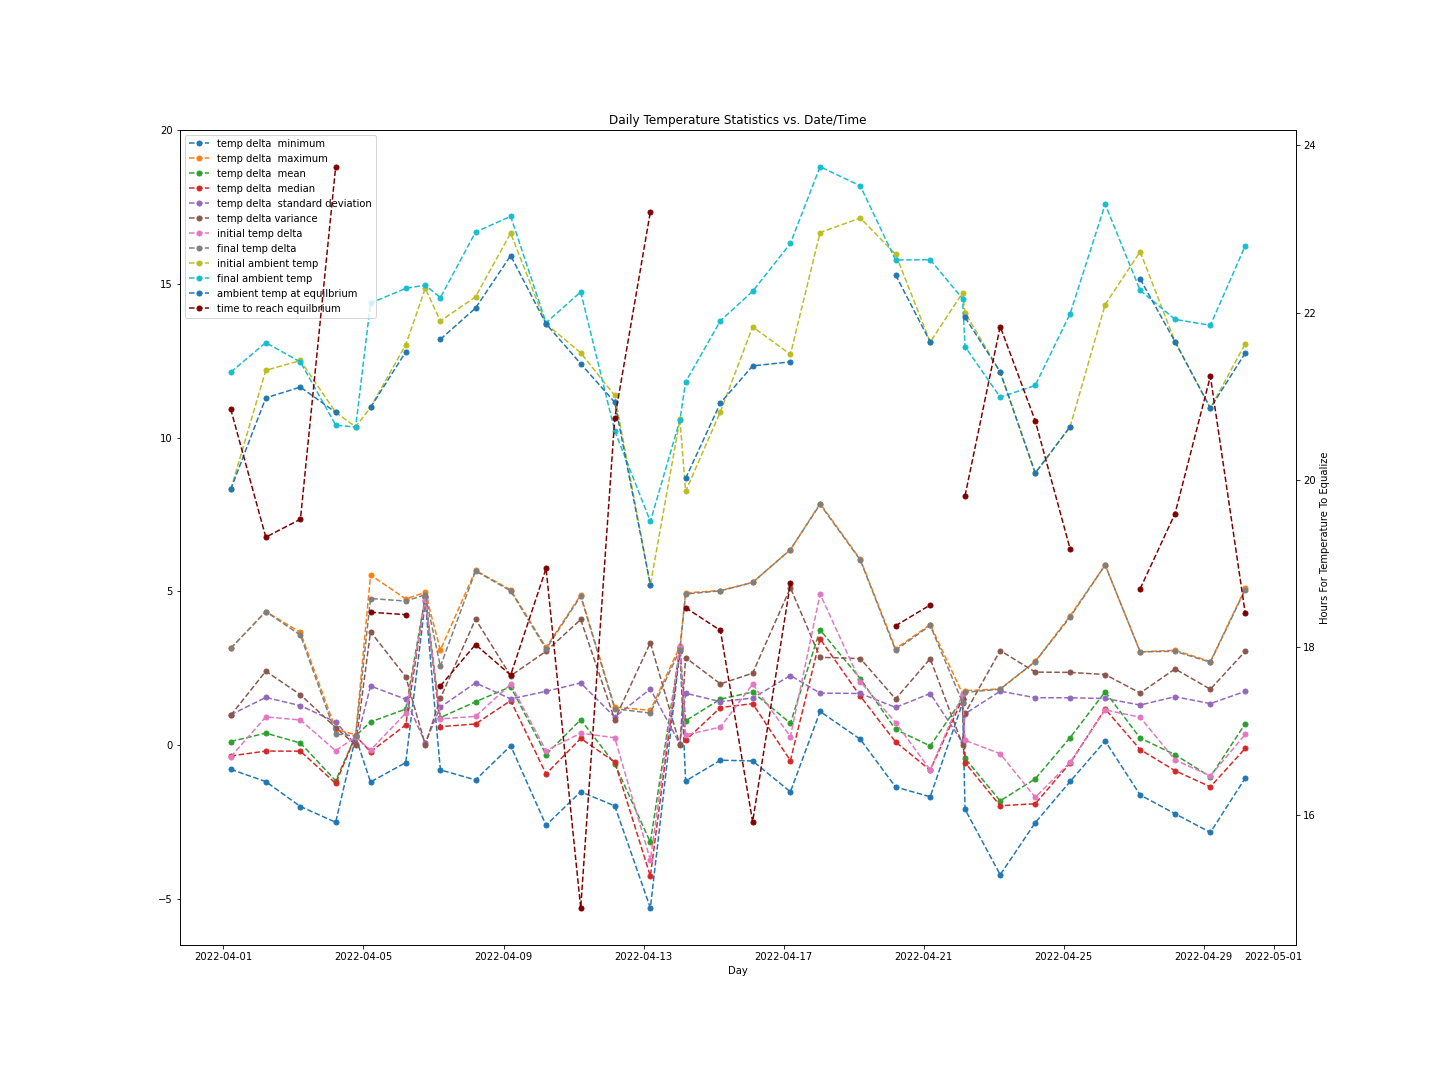 Daily Temperature Statistics vs. Date/Time
20
15
10
5
0
−5
24
22
20
18
16
temp delta  minimum
temp delta  maximum
temp delta  mean
temp delta  median
temp delta  standard deviation
temp delta variance
initial temp delta
final temp delta
initial ambient temp
final ambient temp
ambient temp at equilbrium
time to reach equilbrium
Hours For Temperature To Equalize
2022-04-01 2022-04-05 2022-04-09 2022-04-13 2022-04-17 2022-04-21 2022-04-25 2022-04-29 2022-05-01
Day